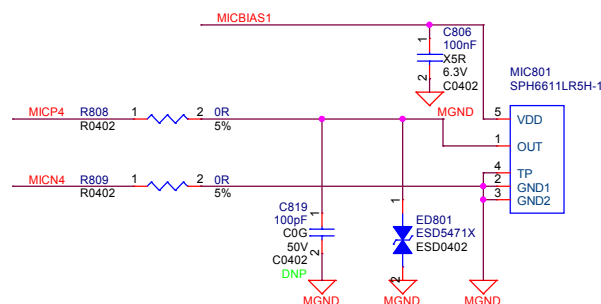 MICBIAS1
C806
100nF
X5R
6.3V
C0402
1
2
MGND
MIC801
SPH6611LR5H-1
5 VDD
1 OUT
4 TP
2 GND1
3 GND2
MICP4 R808 1 2 0R
R0402 5%
MICN4 R809 1 2 0R
R0402 5%
C819
100pF
C0G
50V
C0402
DNP
1
2
1
2
ED801
ESD5471X
ESD0402
MGND MGND MGND